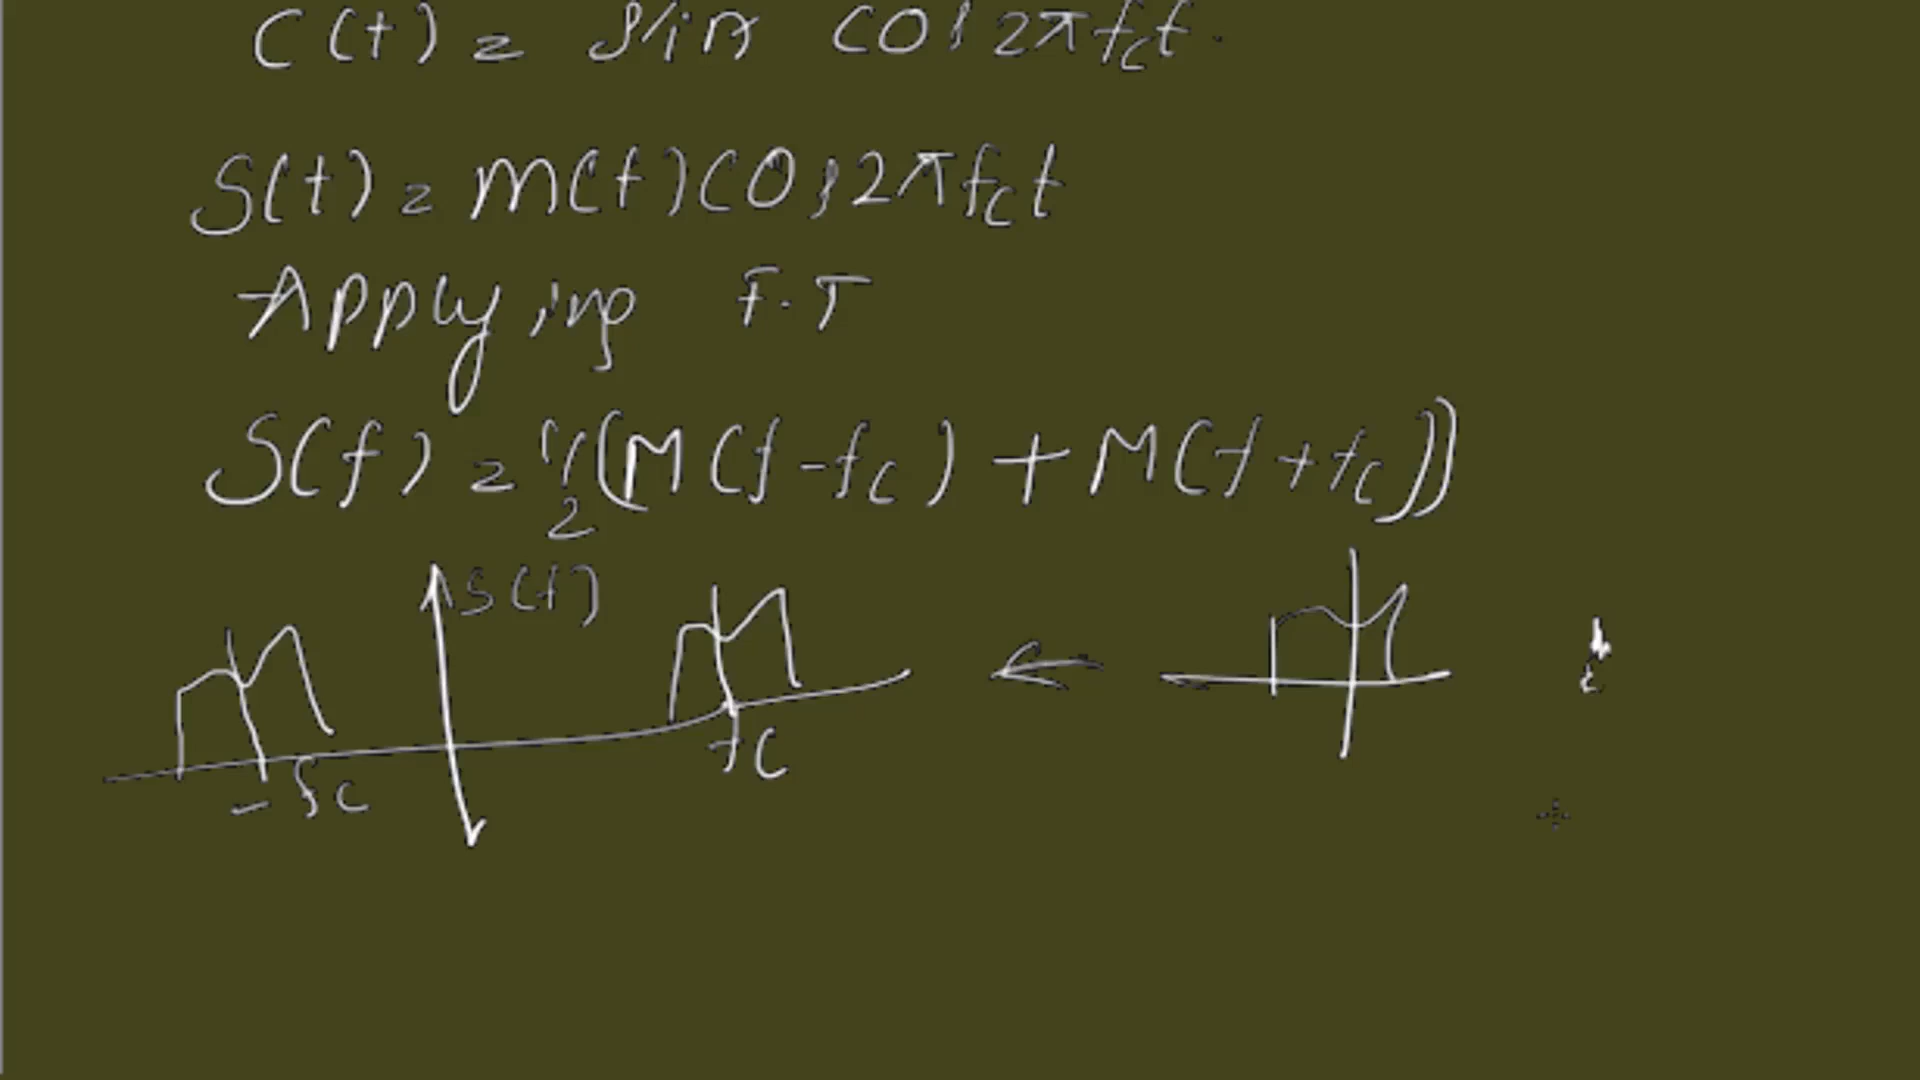 C(t) = sin cos2πfct.
S(t) = m(t)cos2πfct
Applying F.T
S(f) = 1/2(M(f-fc) + M(f+fc))
S(f)
fc
-fc